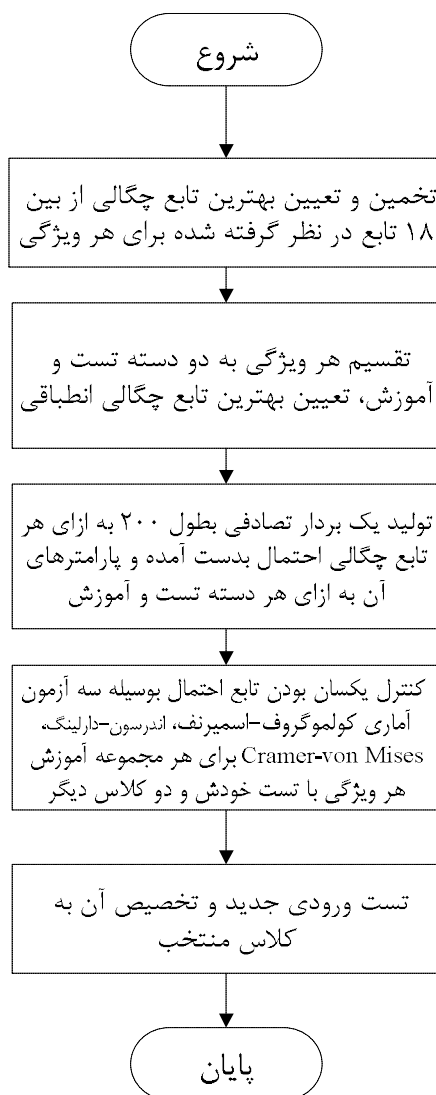 شروع
تخمین و تعیین بهترین تابع چگالی از بین
۱۸ تابع در نظر گرفته شده برای هر ویژگی
تقسیم هر ویژگی به دو دسته تست و
آموزش، تعیین بهترین تابع چگالی انطباقی
تولید یک بردار تصادفی بطول ۲۰۰ به ازای هر
تابع چگالی احتمال بدست آمده و پارامترهای
آن به ازای هر دسته تست و آموزش
کنترل یکسان بودن تابع احتمال بوسیله سه آزمون
آماری کولموگروف-اسمیرنف، اندرسون-دارلینگ،
Cramer-von Mises برای هر مجموعه آموزش
هر ویژگی با تست خودش و دو کلاس دیگر
تست ورودی جدید و تخصیص آن به
کلاس منتخب
پایان